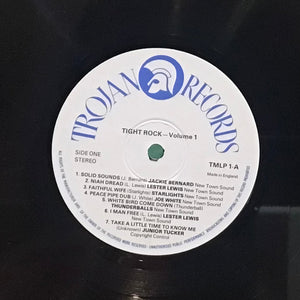 TROJAN RECORDS
TIGHT ROCK—Volume 1
SIDE ONE
STEREO
TMLP 1-A
Made in England
1. SOLID SOUNDS (J. Bernard) JACKIE BERNARD New Town Sound
2. NIAH DREAD (L. Lewis) LESTER LEWIS
New Town Sound
3. FAITHFUL WIFE (Starlights) STARLIGHTS New Town Sound
4. PEACE PIPE DUB (J. White) JOE WHITE
New Town Sound
5. WHITE BIRD COME DOWN (Thunderball)
THUNDERBALLS New Town Sound
6. I MAN FREE (L. Lewis) LESTER LEWIS
New Town Sound
7. TAKE A LITTLE TIME TO KNOW ME
(Unknown) JUNIOR TUCKER
Copyright Control